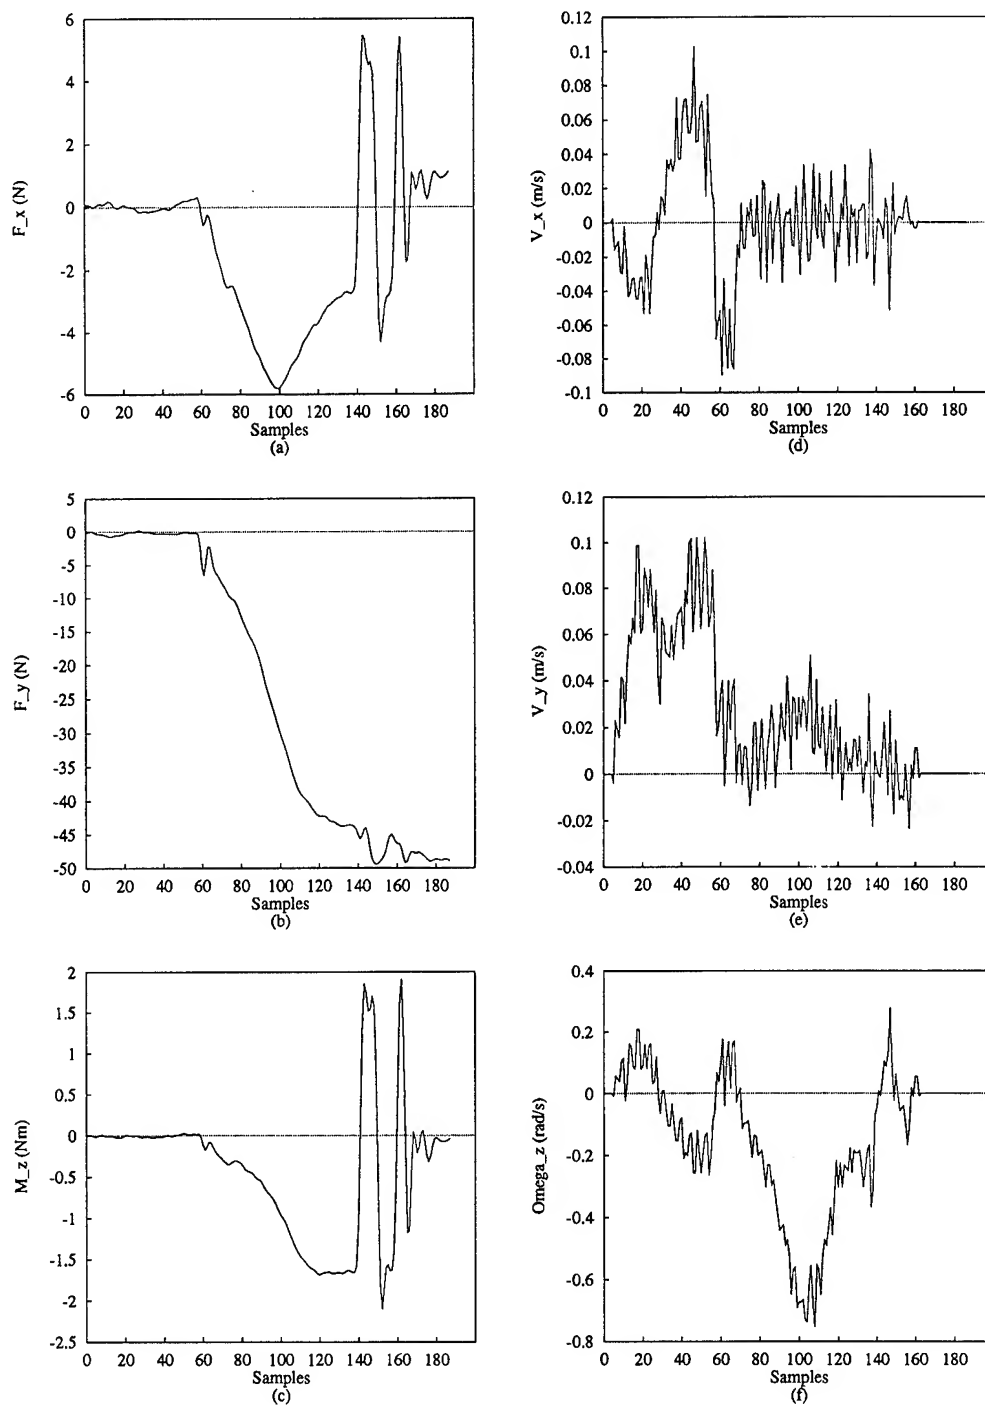 6
4
2
0
-2
-4
-6
F_x (N)
0 20 40 60 80 100 120 140 160 180
Samples
(a)
0.12
0.1
0.08
0.06
0.04
0.02
0
-0.02
-0.04
-0.06
-0.08
-0.1
V_x (m/s)
0 20 40 60 80 100 120 140 160 180
Samples
(d)
5
0
-5
-10
-15
-20
-25
-30
-35
-40
-45
-50
F_y (N)
0 20 40 60 80 100 120 140 160 180
Samples
(b)
0.12
0.1
0.08
0.06
0.04
0.02
0
-0.02
-0.04
V_y (m/s)
0 20 40 60 80 100 120 140 160 180
Samples
(e)
2
1.5
1
0.5
0
-0.5
-1
-1.5
-2
-2.5
M_z (Nm)
0 20 40 60 80 100 120 140 160 180
Samples
(c)
0.4
0.2
0
-0.2
-0.4
-0.6
-0.8
Omega_z (rad/s)
0 20 40 60 80 100 120 140 160 180
Samples
(f)